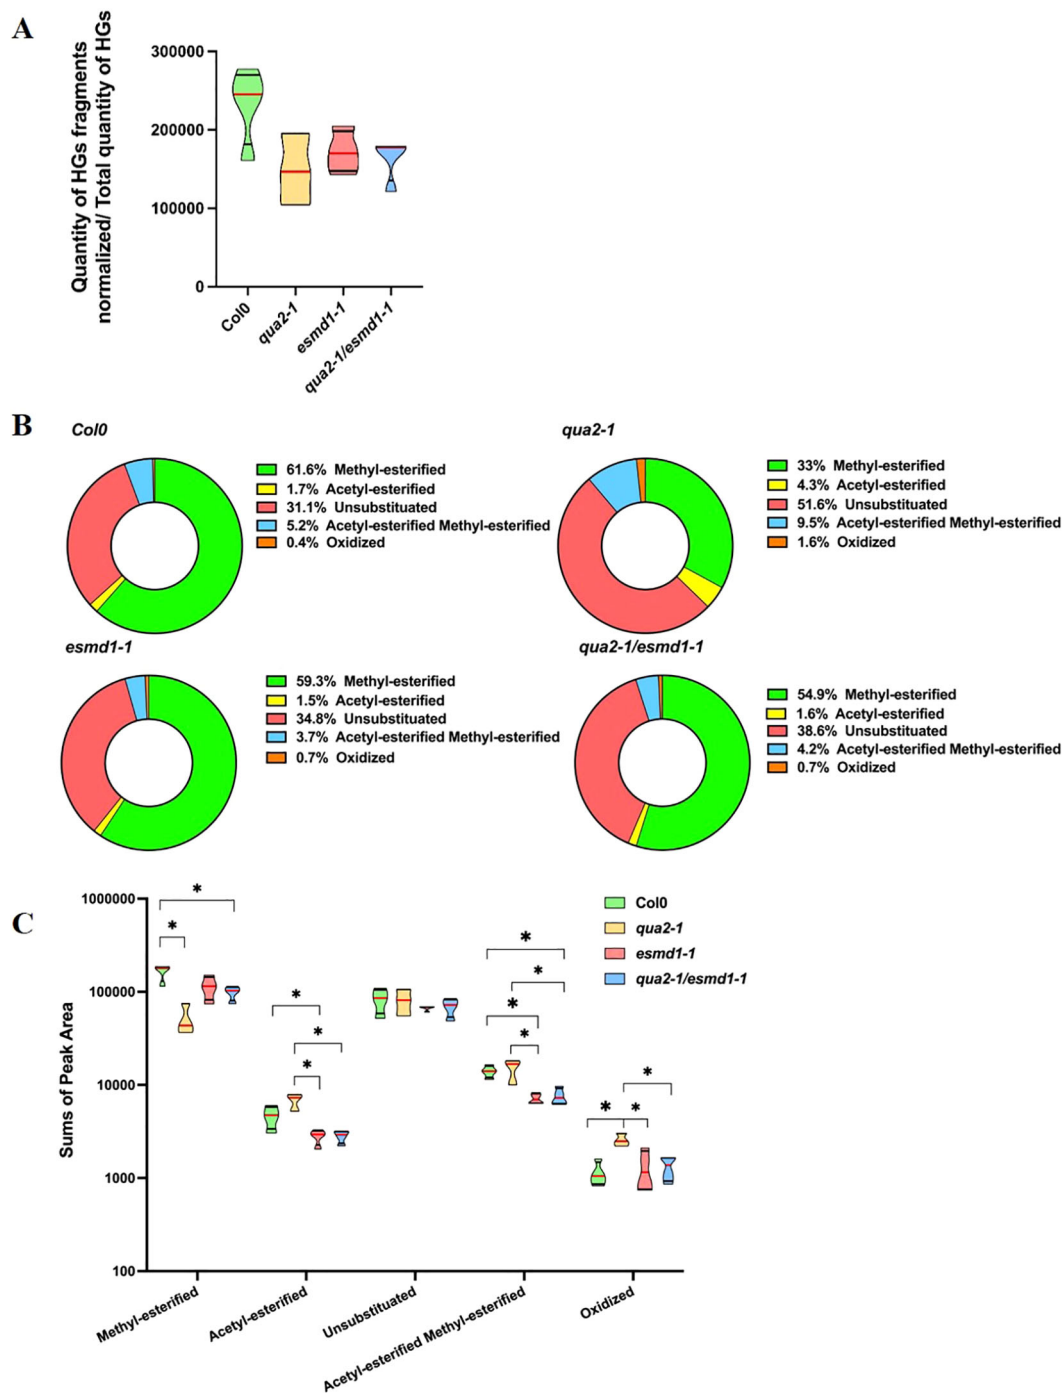 A
Quantity of HGs fragments
normalized/ Total quantity of HGs
300000
200000
100000
0
Col0
qua2-1
esmd1-1
qua2-1/esmd1-1
B
Col0
61.6% Methyl-esterified
1.7% Acetyl-esterified
31.1% Unsubstituated
5.2% Acetyl-esterified Methyl-esterified
0.4% Oxidized
qua2-1
33% Methyl-esterified
4.3% Acetyl-esterified
51.6% Unsubstituated
9.5% Acetyl-esterified Methyl-esterified
1.6% Oxidized
esmd1-1
59.3% Methyl-esterified
1.5% Acetyl-esterified
34.8% Unsubstituated
3.7% Acetyl-esterified Methyl-esterified
0.7% Oxidized
qua2-1/esmd1-1
54.9% Methyl-esterified
1.6% Acetyl-esterified
38.6% Unsubstituated
4.2% Acetyl-esterified Methyl-esterified
0.7% Oxidized
C
Sums of Peak Area
1000000
100000
10000
1000
100
*
*
*
*
*
*
*
*
*
*
*
*
Col0
qua2-1
esmd1-1
qua2-1/esmd1-1
Methyl-esterified
Acetyl-esterified
Unsubstituated
Acetyl-esterified Methyl-esterified
Oxidized